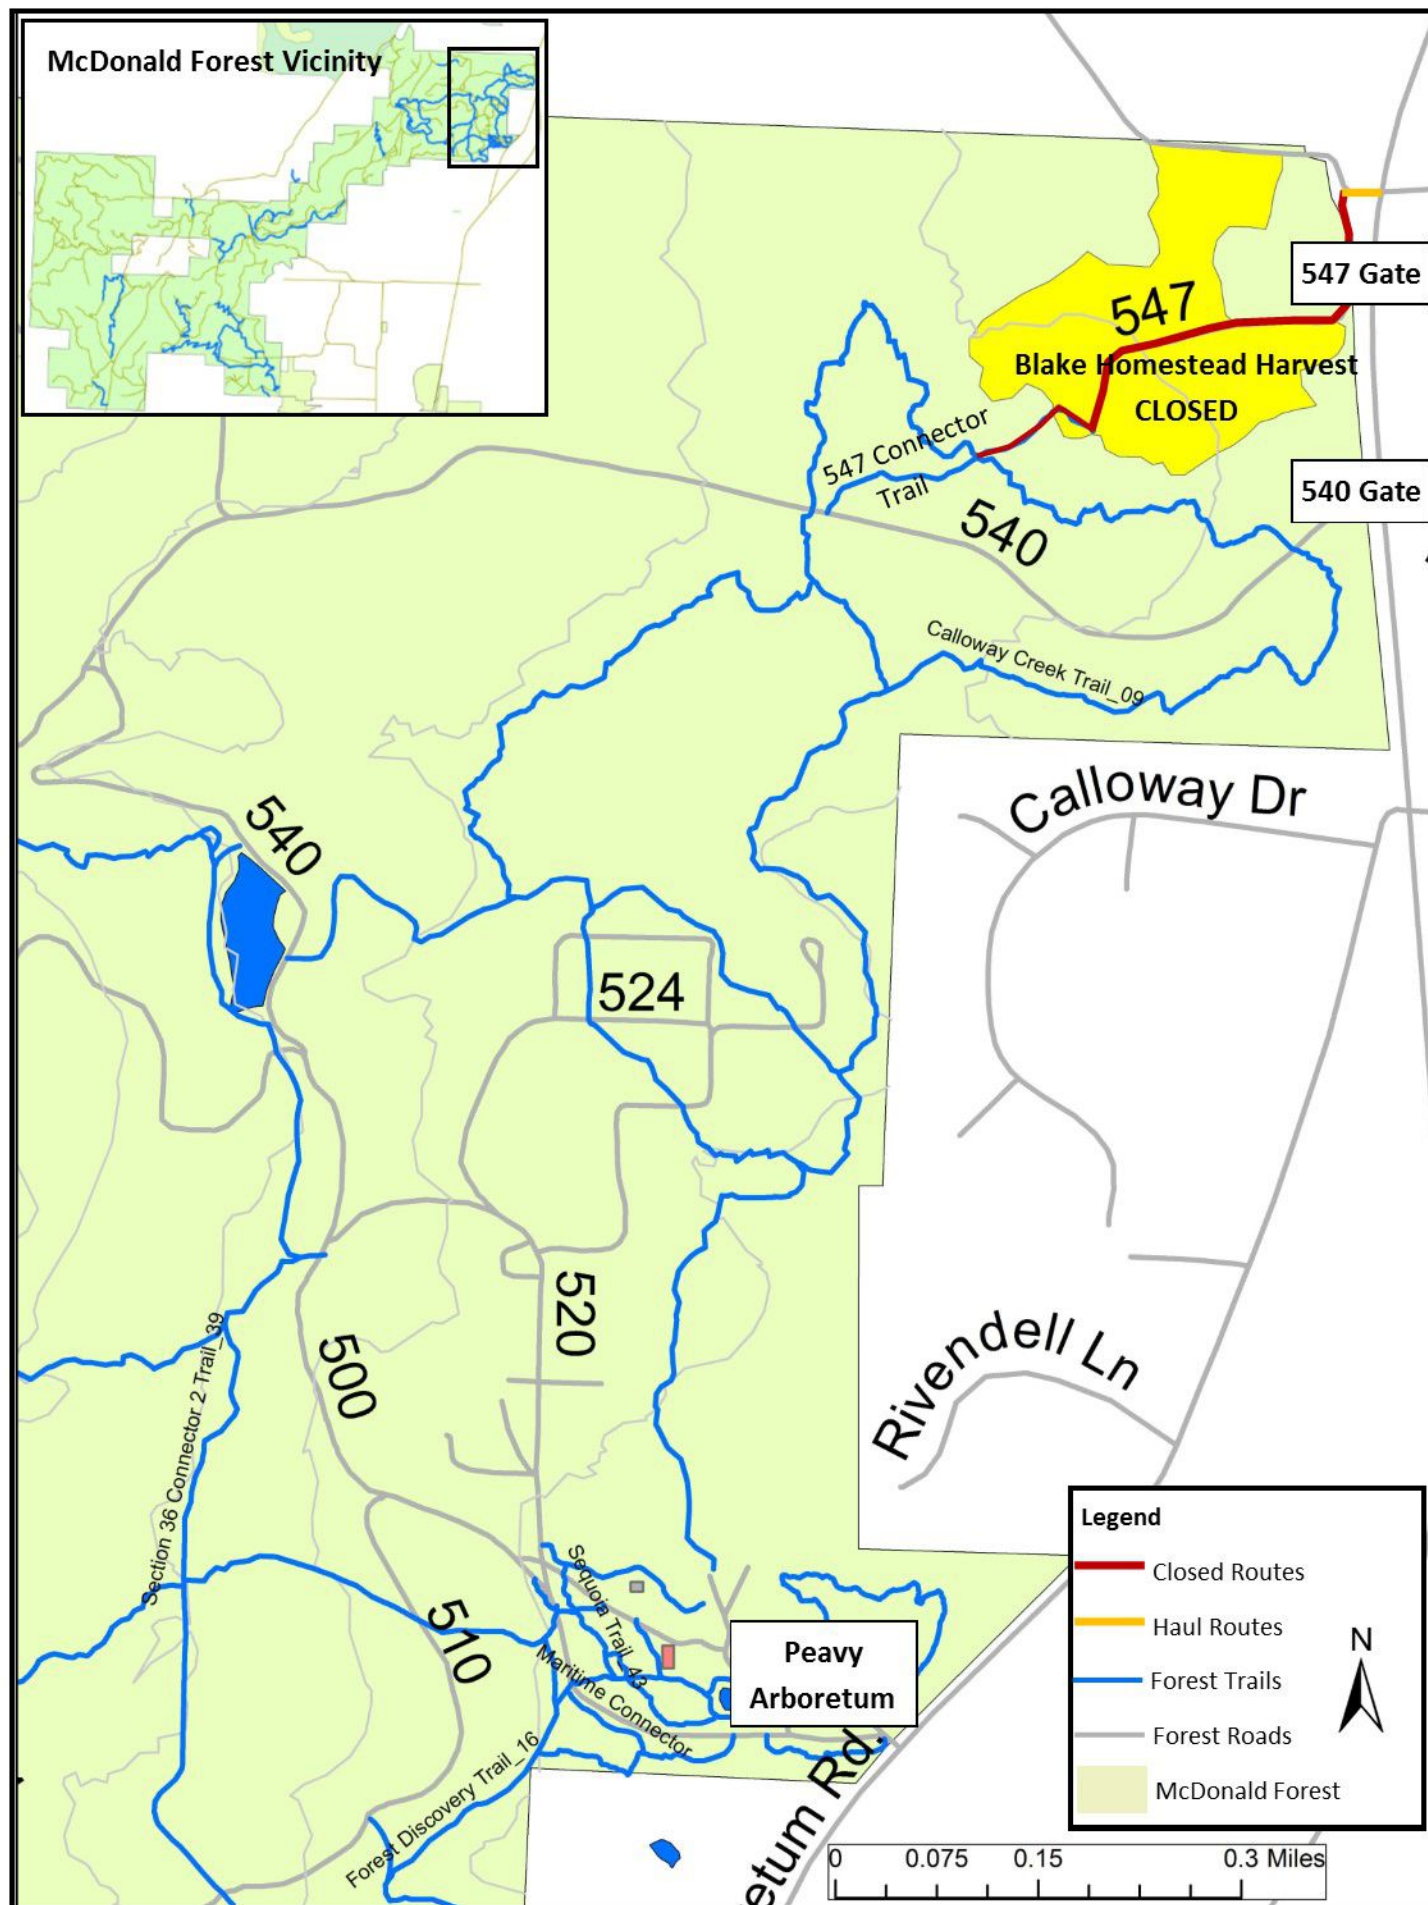 McDonald Forest Vicinity
547 Gate
547
Blake Homestead Harvest
CLOSED
547 Connector
Trail
540 Gate
540
Calloway Creek Trail_09
Calloway Dr
540
524
520
500
Section 36 Connector 2 Trail_39
Rivendell Ln
510
Sequoia Trail_43
Maritime Connector
Forest Discovery Trail_16
Peavy
Arboretum
etum Rd.
Legend
Closed Routes
Haul Routes
Forest Trails
Forest Roads
McDonald Forest
N
0 0.075 0.15 0.3 Miles